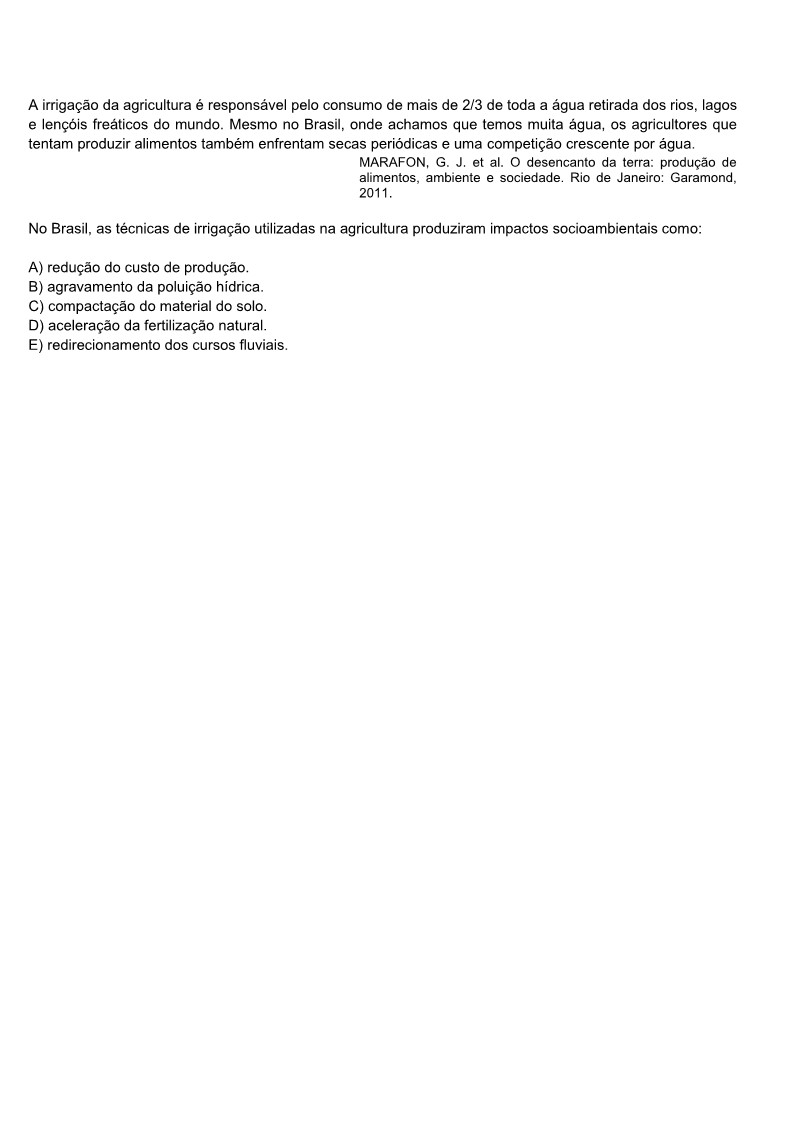 A irrigação da agricultura é responsável pelo consumo de mais de 2/3 de toda a água retirada dos rios, lagos
e lençóis freáticos do mundo. Mesmo no Brasil, onde achamos que temos muita água, os agricultores que
tentam produzir alimentos também enfrentam secas periódicas e uma competição crescente por água.
MARAFON, G. J. et al. O desencanto da terra: produção de
alimentos, ambiente e sociedade. Rio de Janeiro: Garamond,
2011.
No Brasil, as técnicas de irrigação utilizadas na agricultura produziram impactos socioambientais como:
A) redução do custo de produção.
B) agravamento da poluição hídrica.
C) compactação do material do solo.
D) aceleração da fertilização natural.
E) redirecionamento dos cursos fluviais.